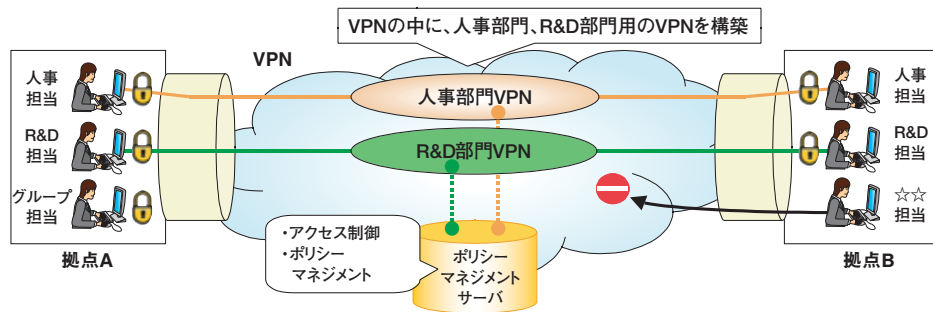 VPNの中に、人事部門、R&D部門用のVPNを構築
VPN
人事
担当
R&D
担当
グループ
担当
拠点A
人事部門VPN
R&D部門VPN
・アクセス制御
・ポリシー
マネジメント
ポリシー
マネジメント
サーバ
人事
担当
R&D
担当
☆☆
担当
拠点B